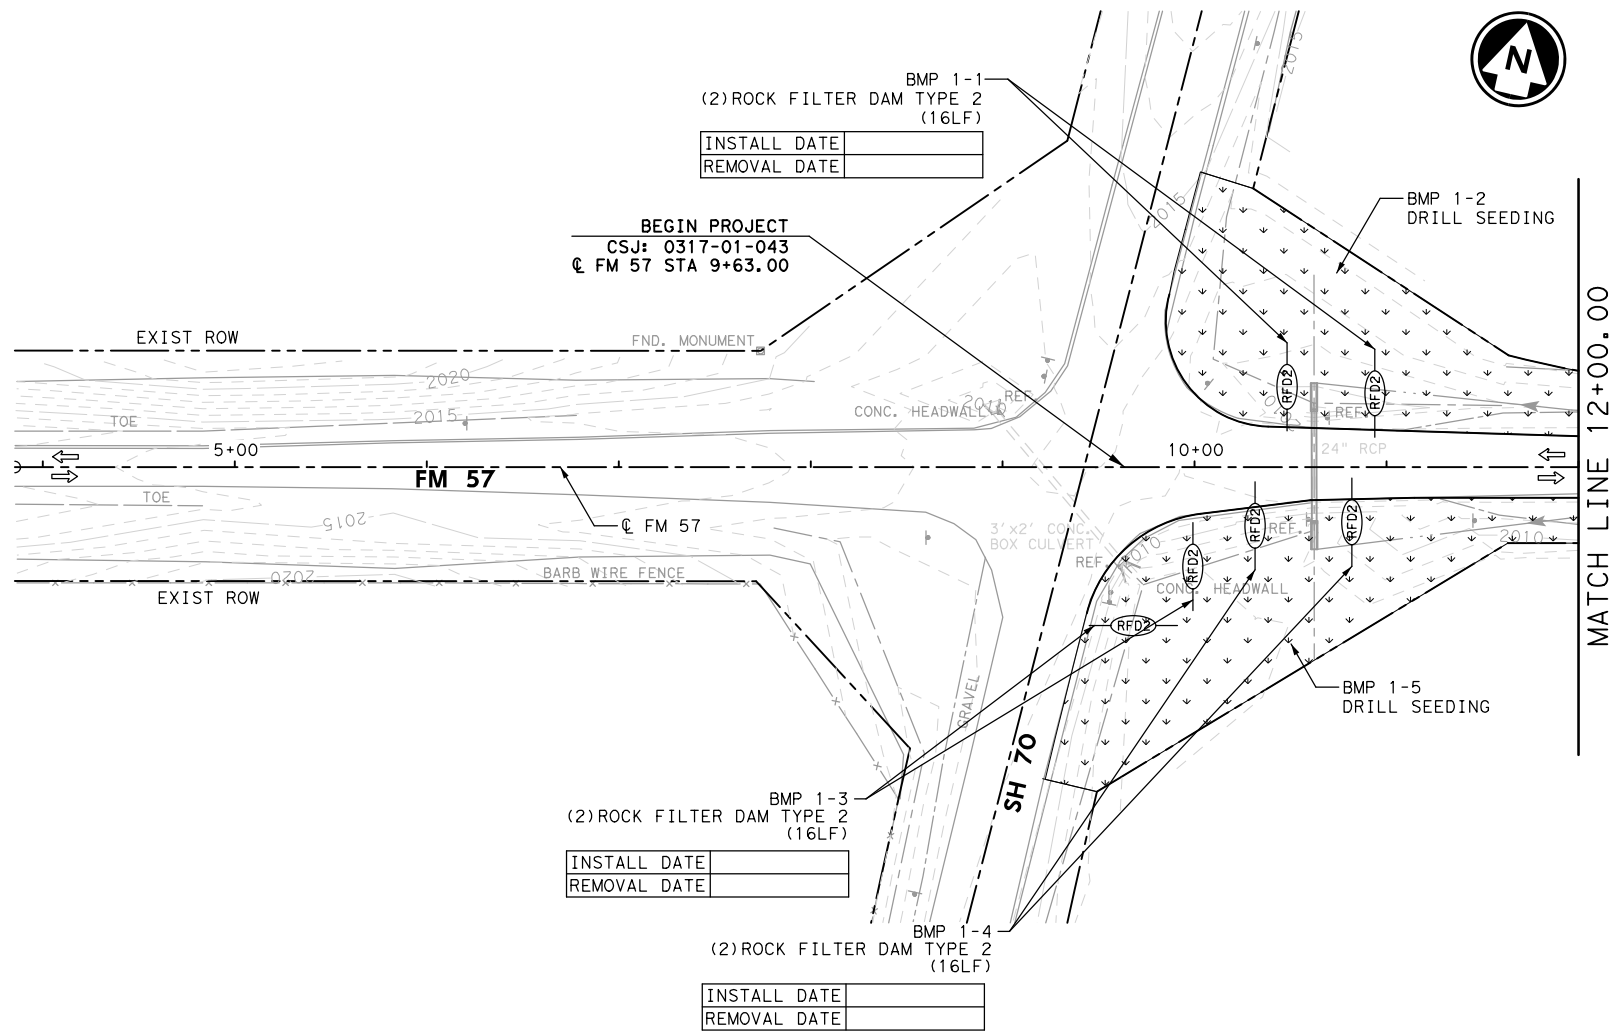 N
2015
BMP 1-1
(2)ROCK FILTER DAM TYPE 2
(16LF)
INSTALL DATE
REMOVAL DATE
BMP 1-2
DRILL SEEDING
2015
BEGIN PROJECT
CSJ: 0317-01-043
℄ FM 57 STA 9+63.00
MATCH LINE 12+00.00
EXIST ROW
FND. MONUMENT
2020
2015
TOE
REF.
CONC. HEADWALL
RFD2
RFD2
REF.
5+00
10+00
24" RCP
FM 57
TOE
2015
℄ FM 57
3'x2' CONC.
BOX CULVERT
2010
REF.
RFD2
REF.
RFD2
2010
RFD2
2020
BARB WIRE FENCE
CONC. HEADWALL
EXIST ROW
RFD2
GRAVEL
BMP 1-5
DRILL SEEDING
SH 70
BMP 1-3
(2)ROCK FILTER DAM TYPE 2
(16LF)
INSTALL DATE
REMOVAL DATE
BMP 1-4
(2)ROCK FILTER DAM TYPE 2
(16LF)
INSTALL DATE
REMOVAL DATE